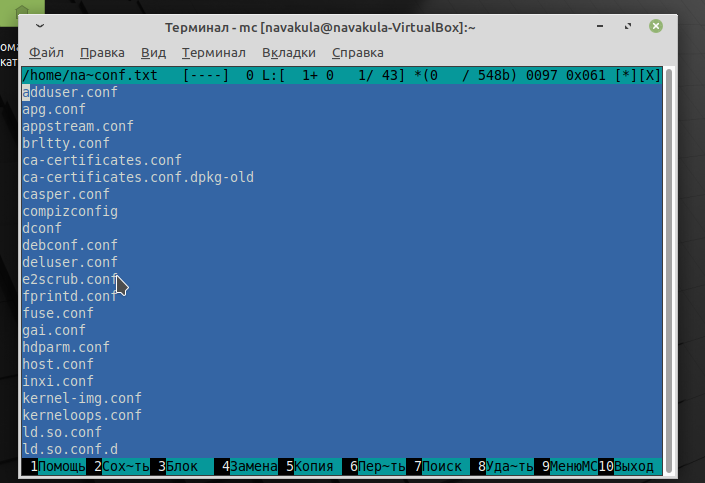 Терминал - mc [navakula@navakula-VirtualBox]:~
Файл Правка Вид Терминал Вкладки Справка
/home/na~conf.txt [----] 0 L:[ 1+ 0 1/ 43] *(0 / 548b) 0097 0x061 [*][X]
adduser.conf
apg.conf
appstream.conf
brltty.conf
ca-certificates.conf
ca-certificates.conf.dpkg-old
casper.conf
compizconfig
dconf
debconf.conf
deluser.conf
e2scrub.conf
fprintd.conf
fuse.conf
gai.conf
hdparm.conf
host.conf
inxi.conf
kernel-img.conf
kerneloops.conf
ld.so.conf
ld.so.conf.d
1Помощь 2Сох~ть 3Блок 4Замена 5Копия 6Пер~ть 7Поиск 8Уда~ть 9МенюMC 10Выход